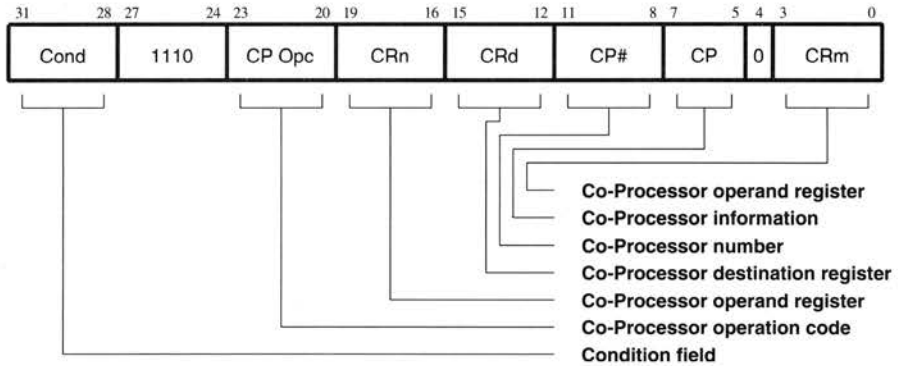 31 28 27 24 23 20 19 16 15 12 11 8 7 5 4 3 0
Cond 1110 CP Opc CRn CRd CP# CP 0 CRm
Co-Processor operand register
Co-Processor information
Co-Processor number
Co-Processor destination register
Co-Processor operand register
Co-Processor operation code
Condition field